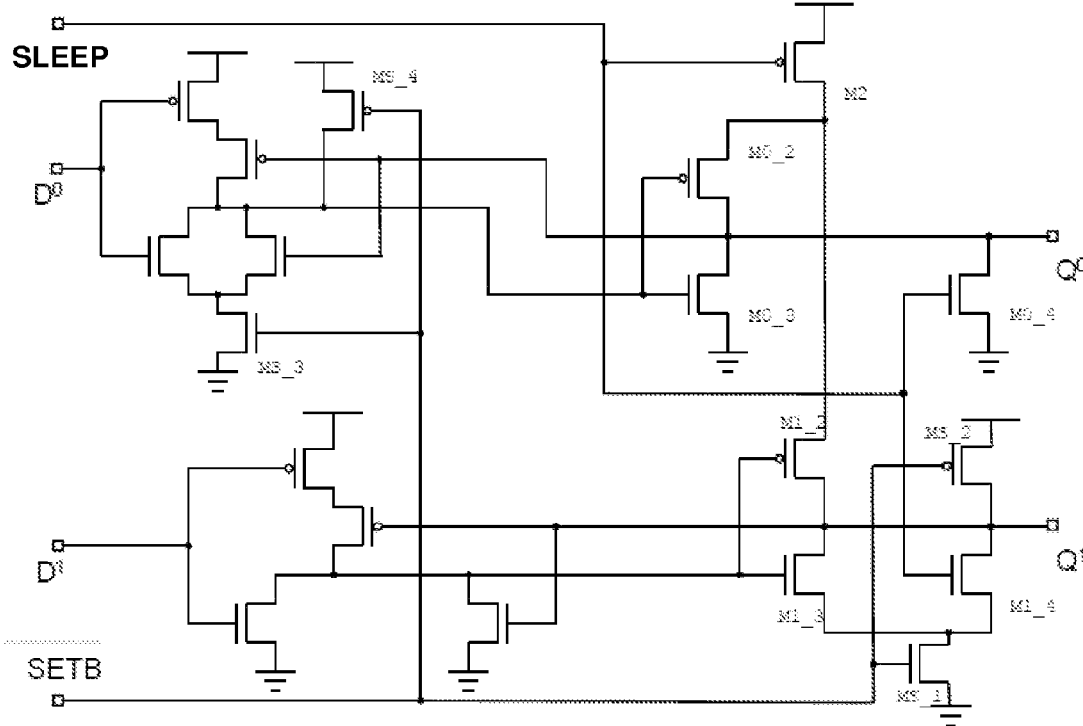 SLEEP
MS_4
M2
D⁰
M0_2
Q⁰
M0_3
M0_4
MS_3
M1_2
MS_2
D¹
Q¹
M1_3
M1_4
SETB
MS_1